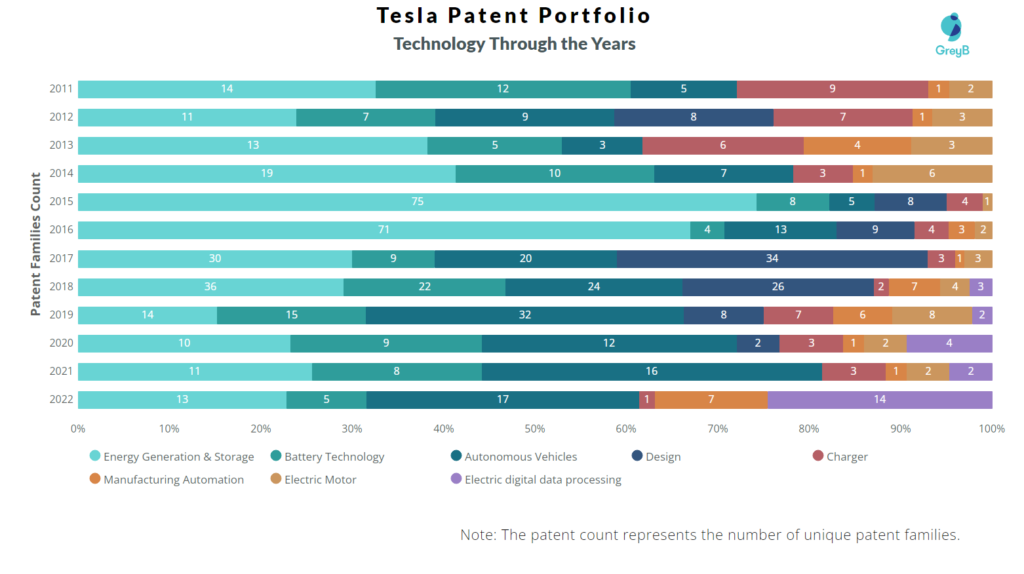 Tesla Patent Portfolio
Technology Through the Years
GreyB
Patent Families Count
2011 14 12 5 9 1 2
2012 11 7 9 8 7 1 3
2013 13 5 3 6 4 3
2014 19 10 7 3 1 6
2015 75 8 5 8 4 1
2016 71 4 13 9 4 3 2
2017 30 9 20 34 3 1 3
2018 36 22 24 26 2 7 4 3
2019 14 15 32 8 7 6 8 2
2020 10 9 12 2 3 1 2 4
2021 11 8 16 3 1 2 2
2022 13 5 17 1 7 14
0% 10% 20% 30% 40% 50% 60% 70% 80% 90% 100%
Energy Generation & Storage Battery Technology Autonomous Vehicles Design Charger
Manufacturing Automation Electric Motor Electric digital data processing
Note: The patent count represents the number of unique patent families.